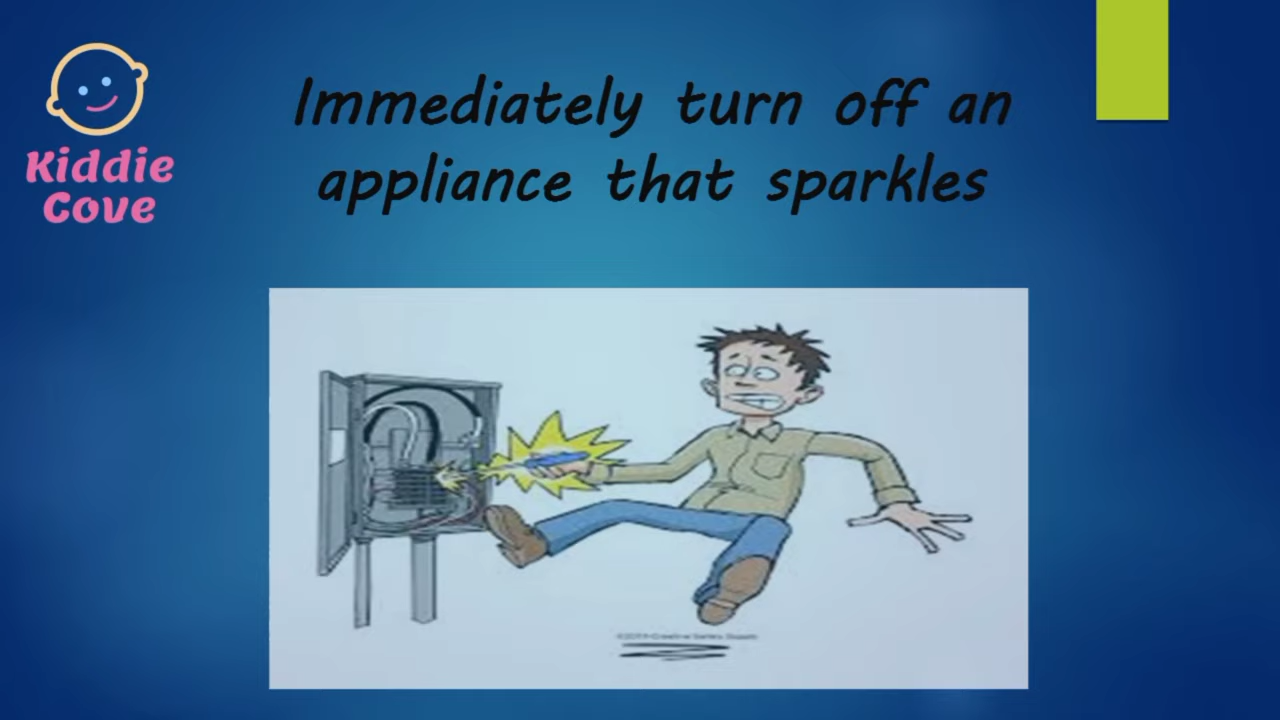 Immediately turn off an
appliance that sparkles
Kiddie
Cove